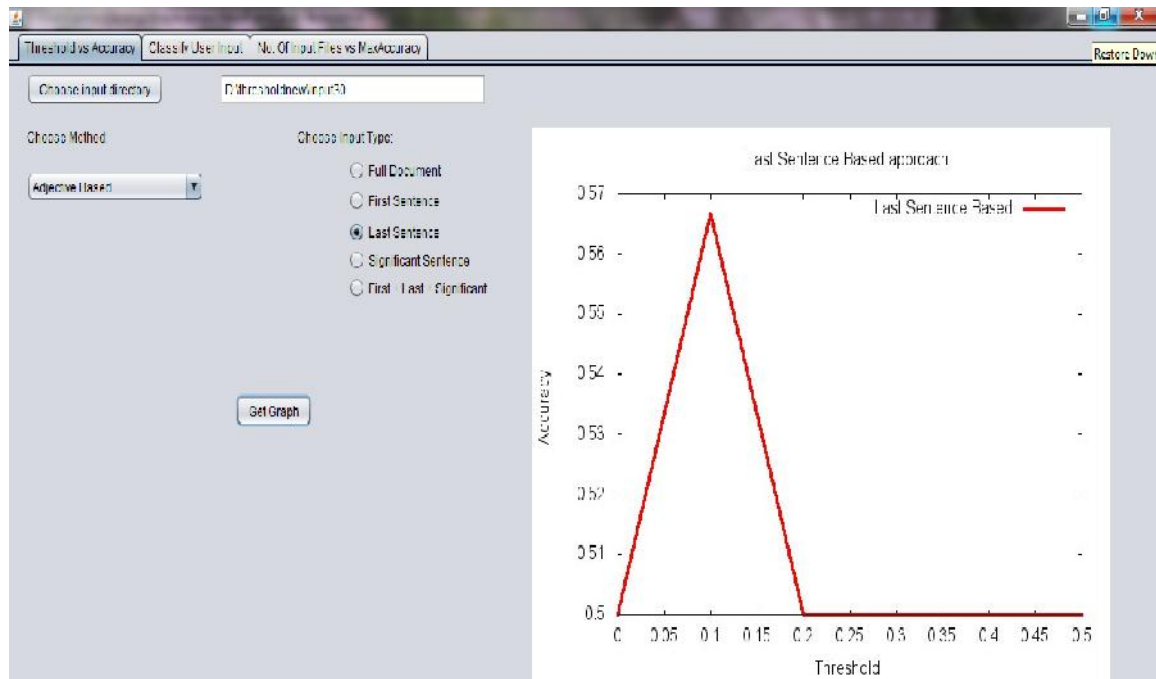 Threshold vs Accuracy Classify User Input No. Of Input Files vs MaxAccuracy
Restore Down
Choose input directory D:\thresholdnew\input30
Choose Method Choose Input Type:
Adjective Based
Full Document
First Sentence
Last Sentence
Significant Sentence
First - Last - Significant
Get Graph
Last Sentence Based approach
Last Sentence Based
0.57
0.56
0.55
0.54
0.53
0.52
0.51
0.5
Accuracy
0 0.05 0.1 0.15 0.2 0.25 0.3 0.35 0.4 0.45 0.5
Threshold